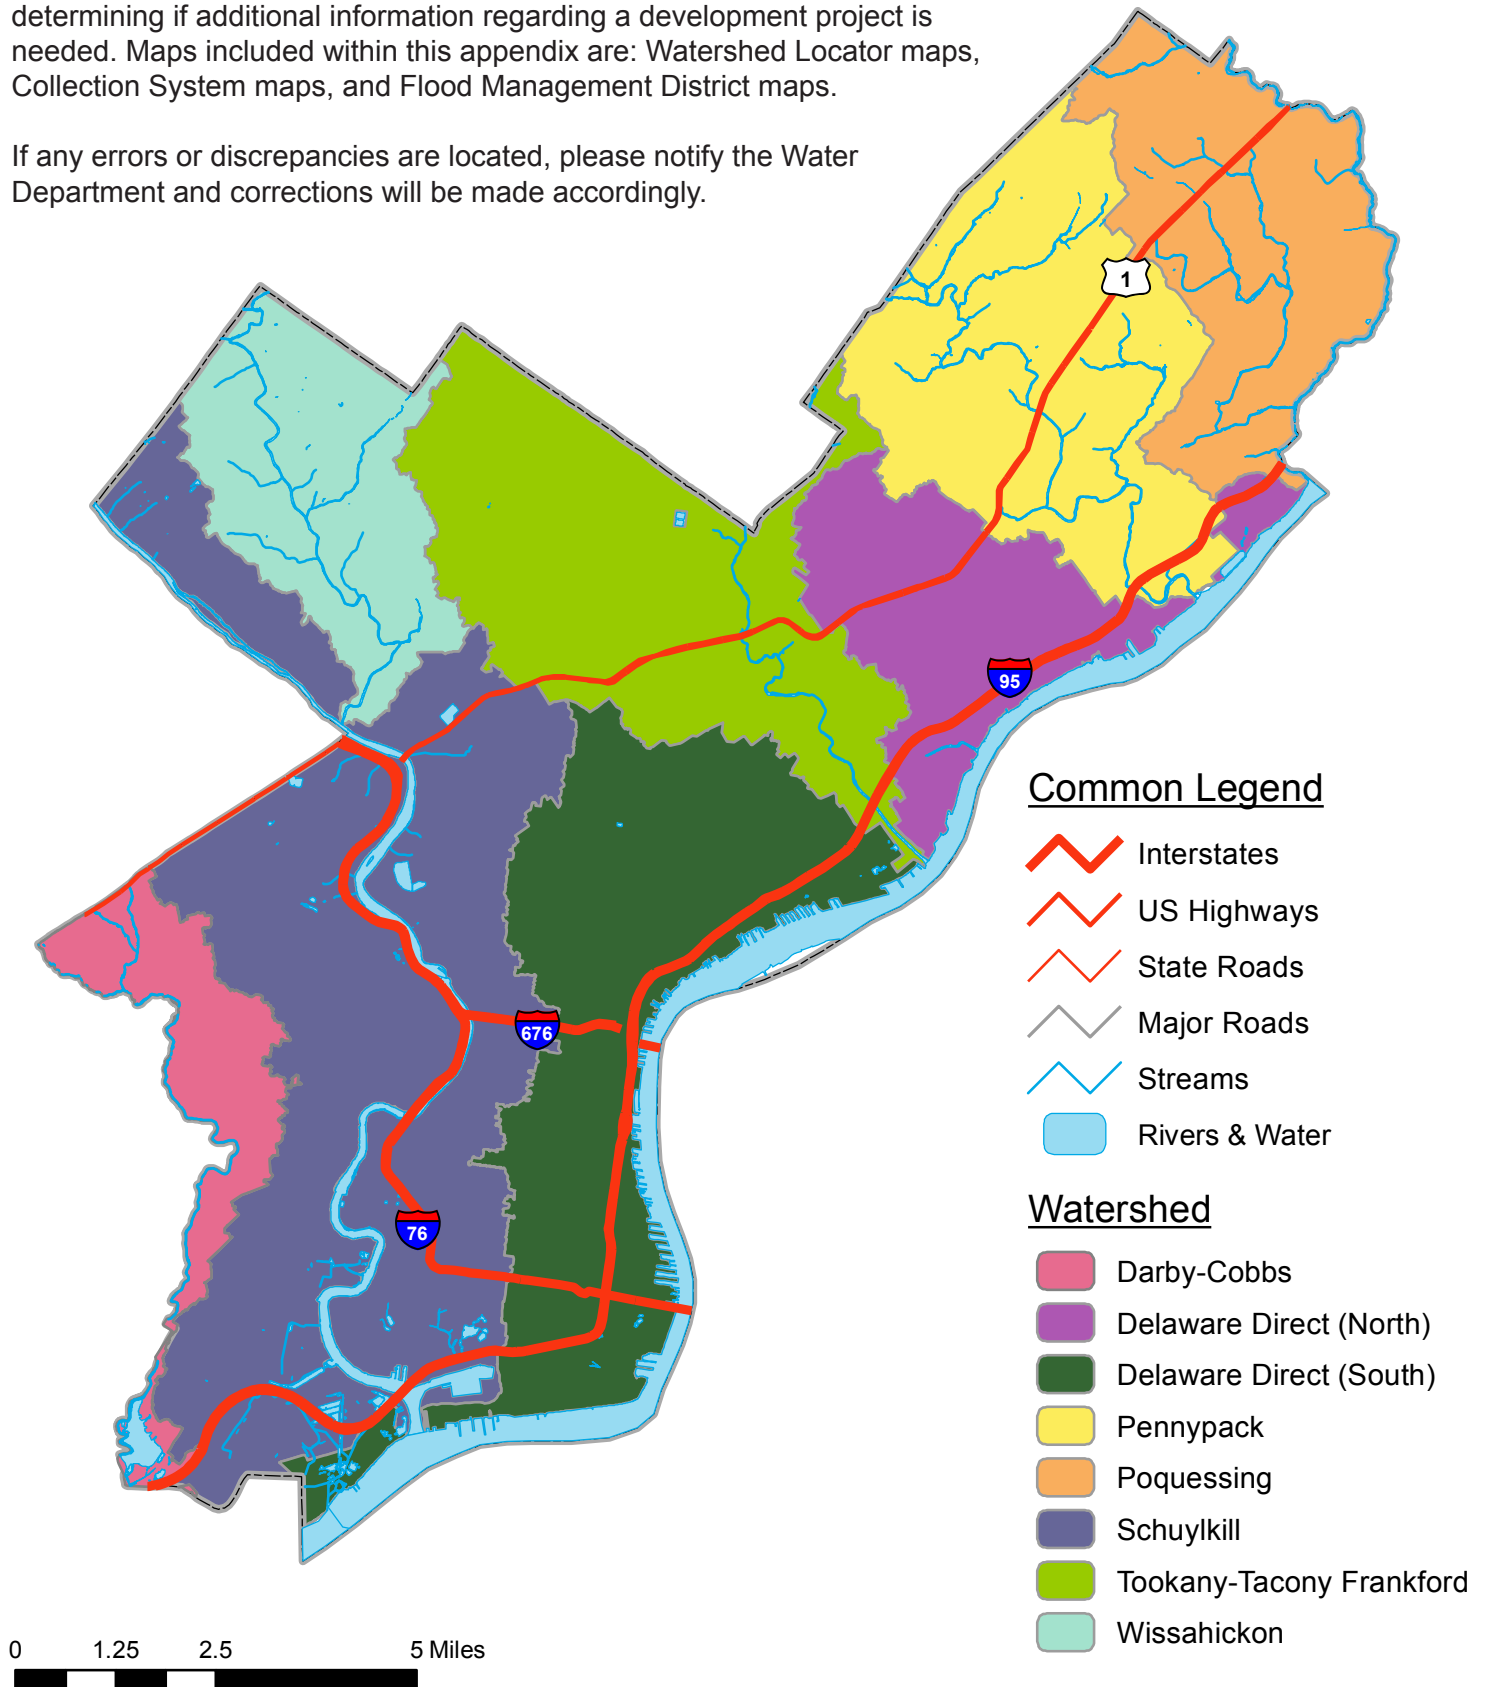 determining if additional information regarding a development project is
needed. Maps included within this appendix are: Watershed Locator maps,
Collection System maps, and Flood Management District maps.
If any errors or discrepancies are located, please notify the Water
Department and corrections will be made accordingly.
1
95
676
76
Common Legend
Interstates
US Highways
State Roads
Major Roads
Streams
Rivers & Water
Watershed
Darby-Cobbs
Delaware Direct (North)
Delaware Direct (South)
Pennypack
Poquessing
Schuylkill
Tookany-Tacony Frankford
Wissahickon
0 1.25 2.5 5 Miles